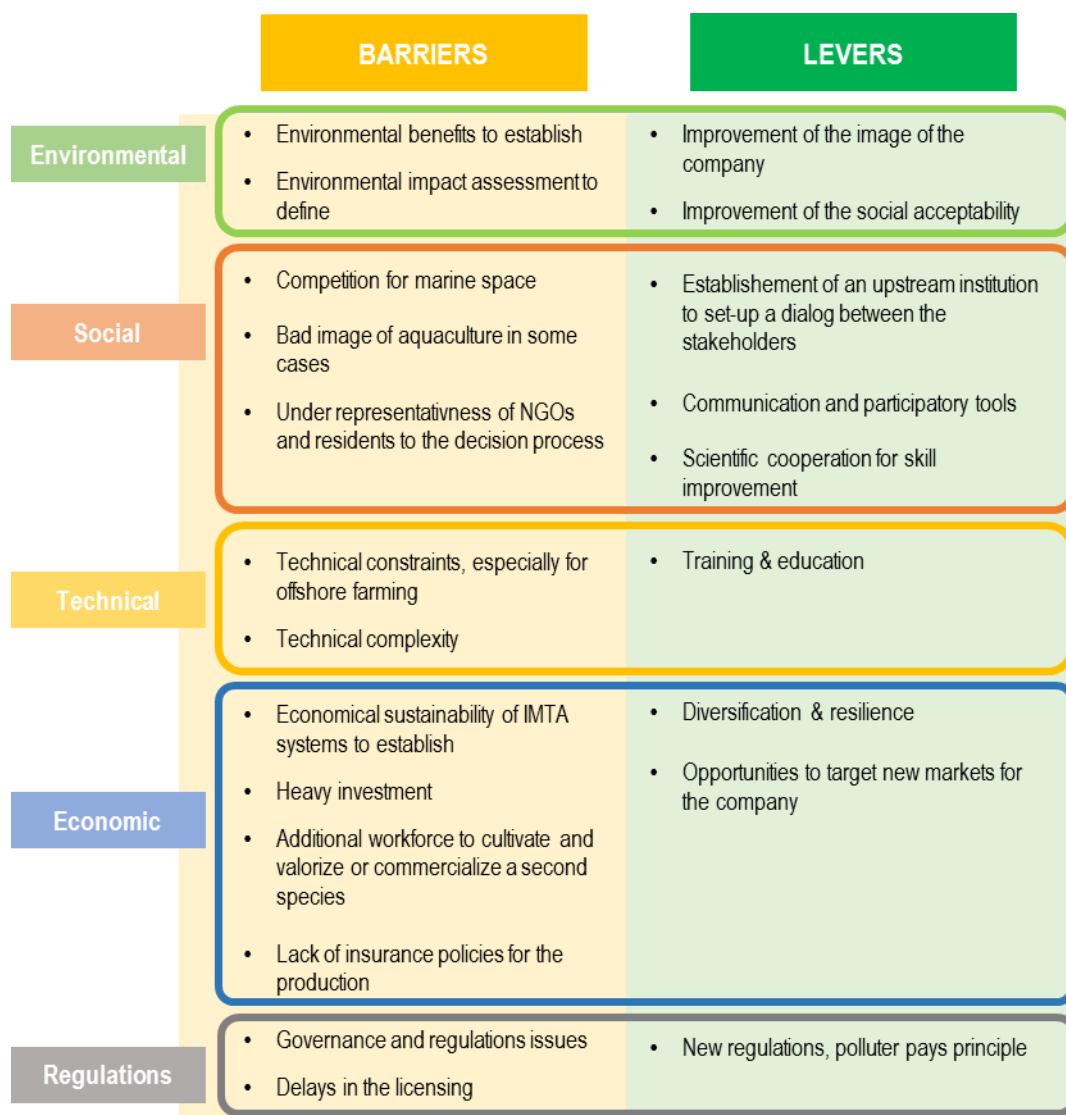 BARRIERS
LEVERS
Environmental
• Environmental benefits to establish
• Environmental impact assessment to
define
• Improvement of the image of the
company
• Improvement of the social acceptability
Social
• Competition for marine space
• Bad image of aquaculture in some
cases
• Under representativness of NGOs
and residents to the decision process
• Establishement of an upstream institution
to set-up a dialog between the
stakeholders
• Communication and participatory tools
• Scientific cooperation for skill
improvement
Technical
• Technical constraints, especially for
offshore farming
• Technical complexity
• Training & education
Economic
• Economical sustainability of IMTA
systems to establish
• Heavy investment
• Additional workforce to cultivate and
valorize or commercialize a second
species
• Lack of insurance policies for the
production
• Diversification & resilience
• Opportunities to target new markets for
the company
Regulations
• Governance and regulations issues
• Delays in the licensing
• New regulations, polluter pays principle